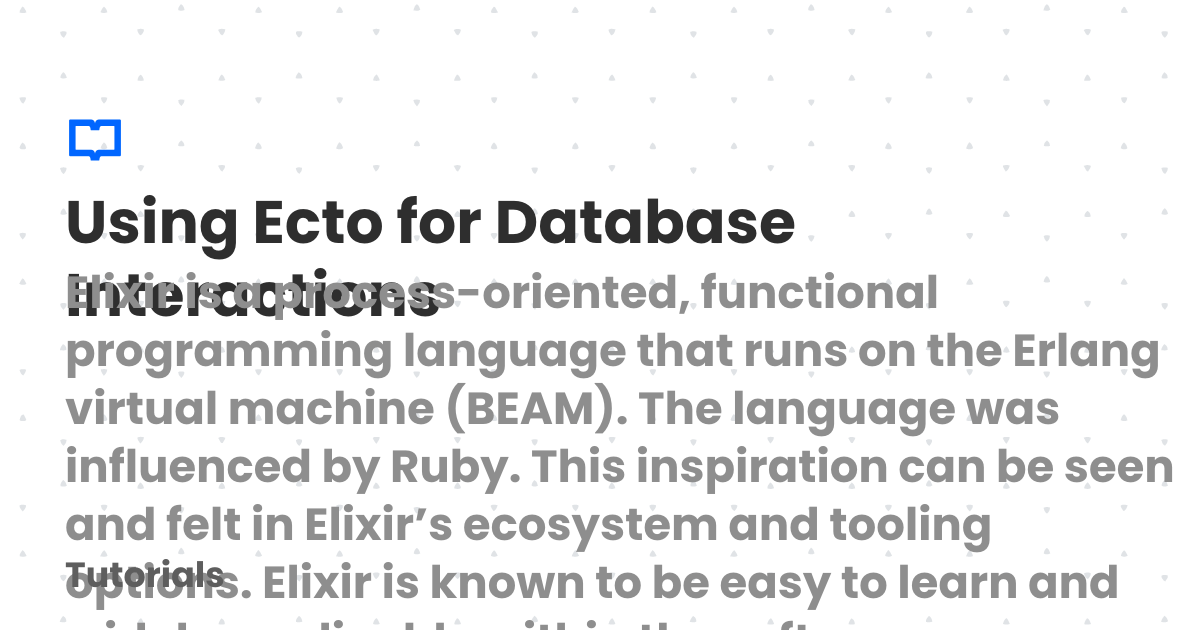 Using Ecto for Database
Interactions
Elixir is a process-oriented, functional
programming language that runs on the Erlang
virtual machine (BEAM). The language was
influenced by Ruby. This inspiration can be seen
and felt in Elixir’s ecosystem and tooling
Tutorials
options. Elixir is known to be easy to learn and